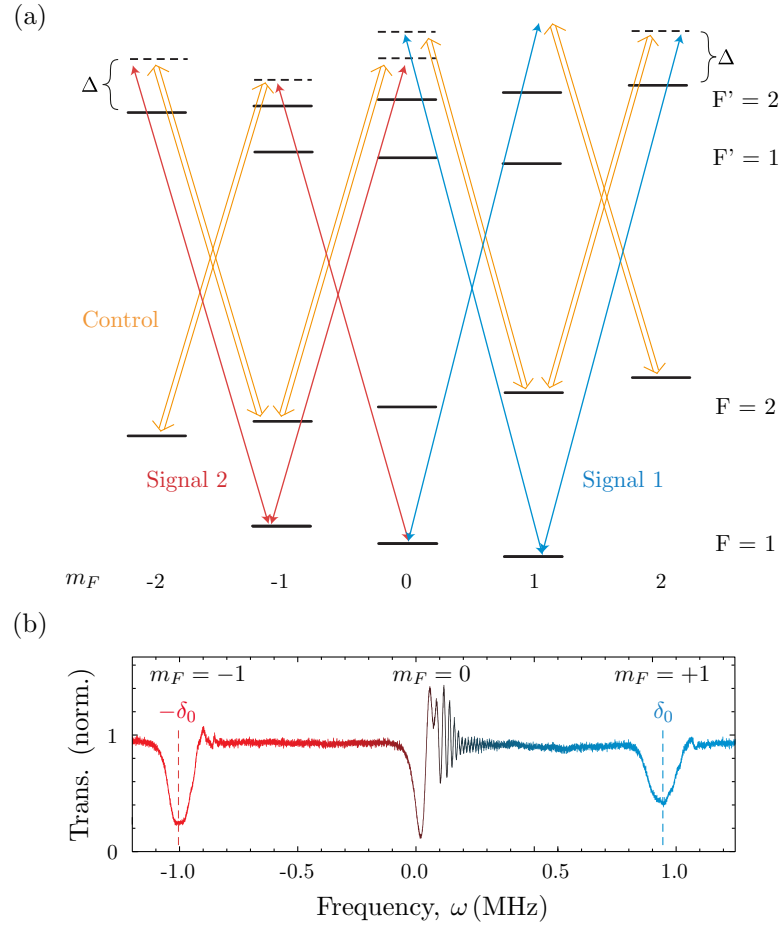 (a)
Δ
Δ
F' = 2
F' = 1
Control
F = 2
Signal 2
Signal 1
F = 1
m_F
-2
-1
0
1
2
(b)
m_F = −1
m_F = 0
m_F = +1
−δ_0
δ_0
1
0
Trans. (norm.)
-1.0
-0.5
0.0
0.5
1.0
Frequency, ω (MHz)